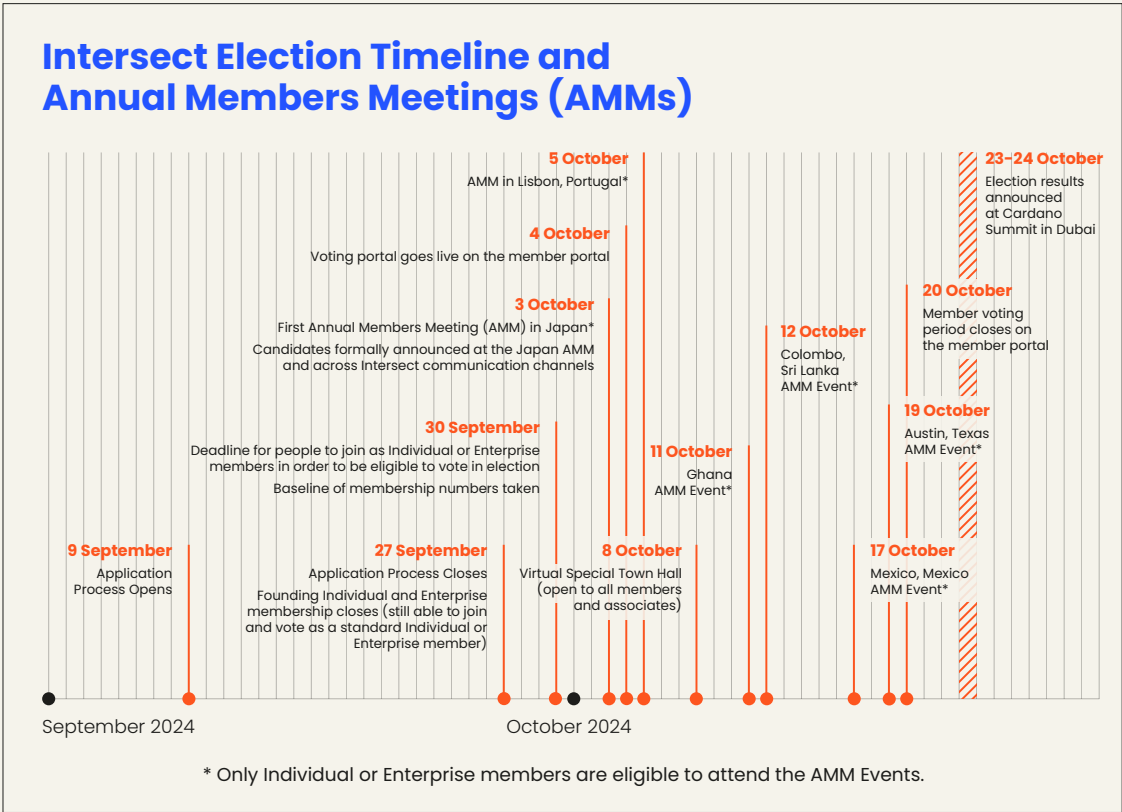 Intersect Election Timeline and
Annual Members Meetings (AMMs)
5 October
AMM in Lisbon, Portugal*
23-24 October
Election results
announced
at Cardano
Summit in Dubai
4 October
Voting portal goes live on the member portal
3 October
First Annual Members Meeting (AMM) in Japan*
Candidates formally announced at the Japan AMM
and across Intersect communication channels
20 October
Member voting
period closes on
the member portal
12 October
Colombo,
Sri Lanka
AMM Event*
30 September
Deadline for people to join as Individual or Enterprise
members in order to be eligible to vote in election
Baseline of membership numbers taken
11 October
Ghana
AMM Event*
19 October
Austin, Texas
AMM Event*
9 September
Application
Process Opens
27 September
Application Process Closes
Founding Individual and Enterprise
membership closes (still able to join
and vote as a standard Individual or
Enterprise member)
8 October
Virtual Special Town Hall
(open to all members
and associates)
17 October
Mexico, Mexico
AMM Event*
September 2024
October 2024
* Only Individual or Enterprise members are eligible to attend the AMM Events.